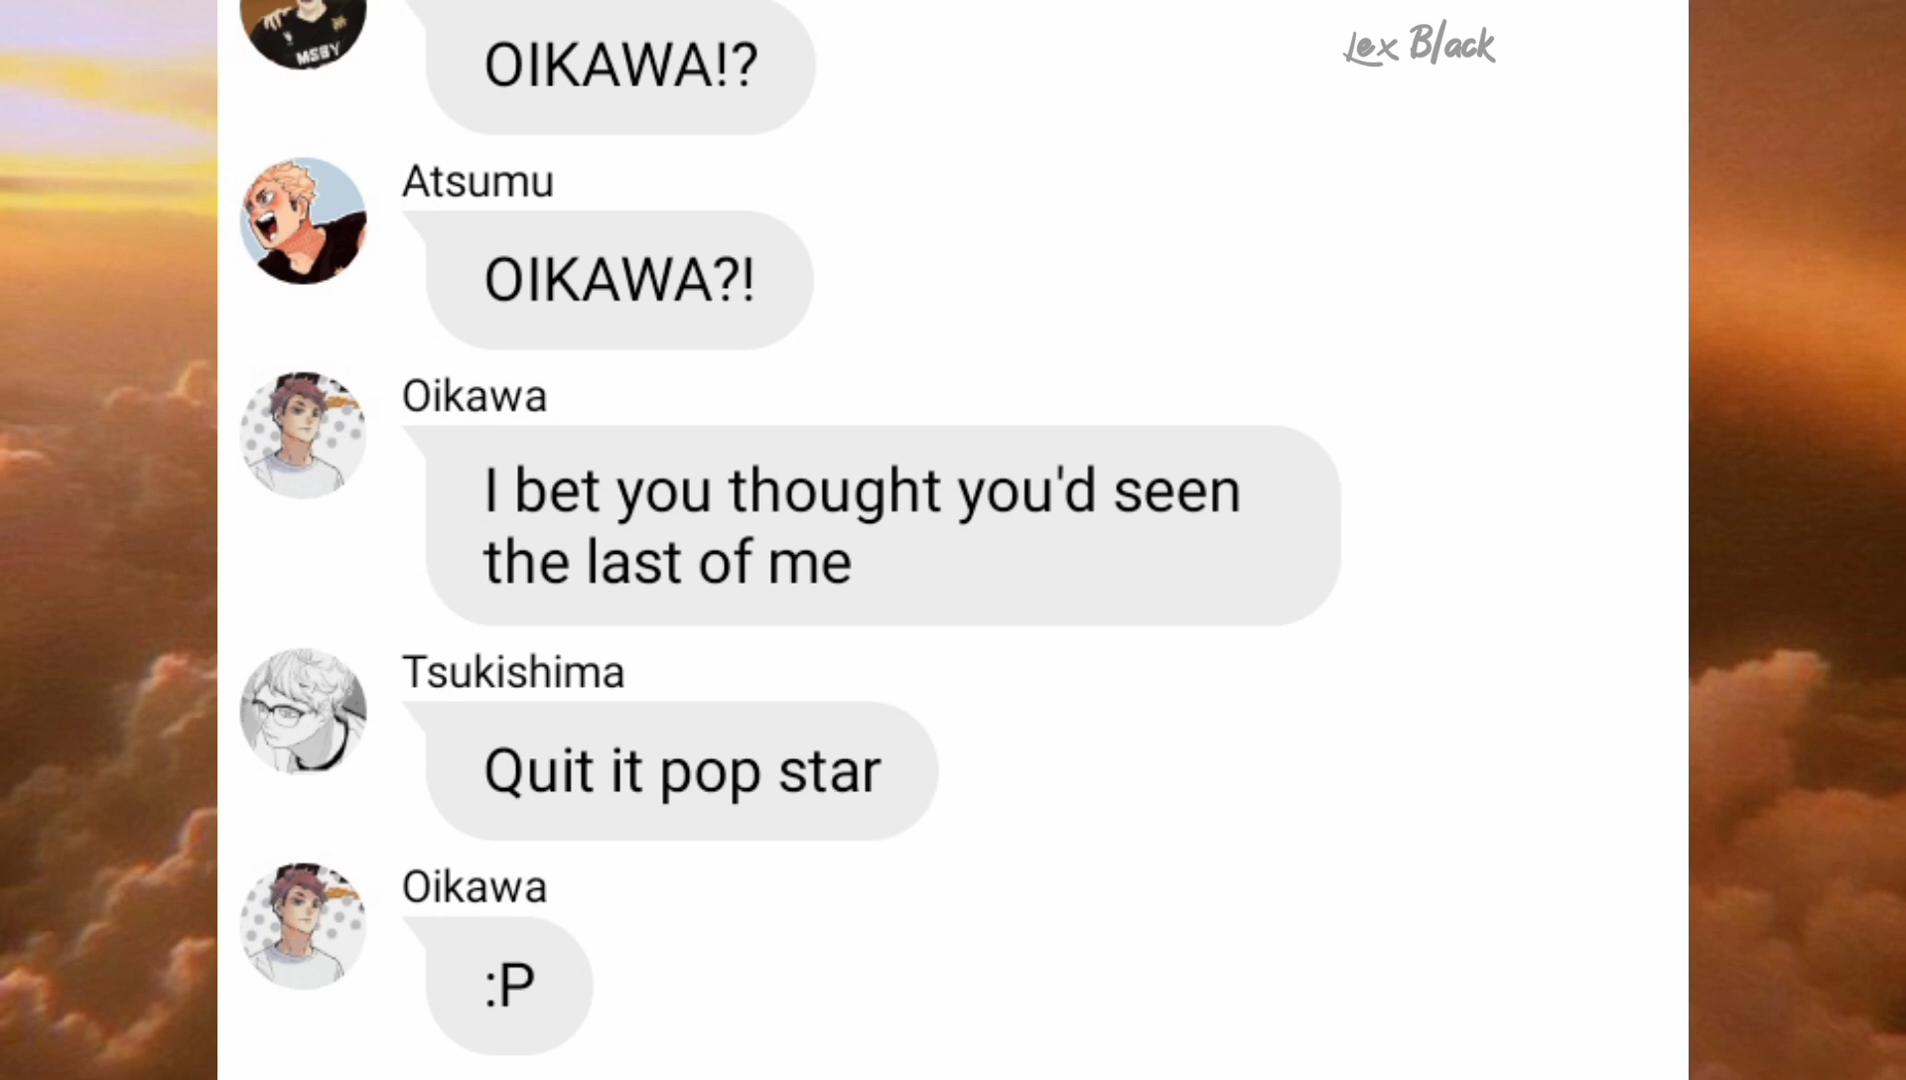 MSBY
OIKAWA!?
Lex Black
Atsumu
OIKAWA?!
Oikawa
I bet you thought you'd seen
the last of me
Tsukishima
Quit it pop star
Oikawa
:P